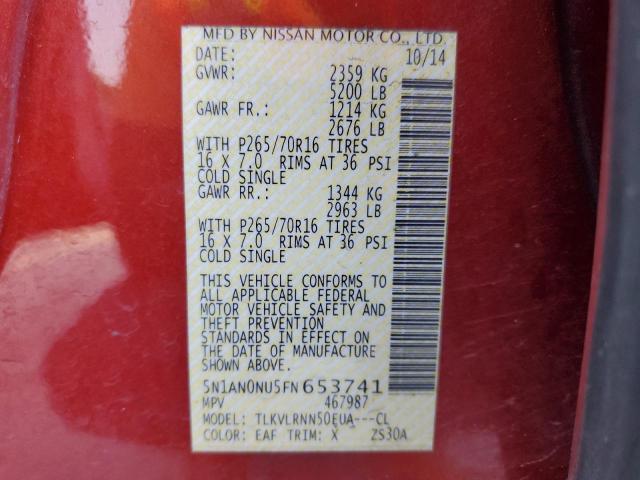 MFD BY NISSAN MOTOR CO., LTD.
DATE: 10/14
GVWR: 2359 KG
5200 LB
GAWR FR.: 1214 KG
2676 LB
WITH P265/70R16 TIRES
16 X 7.0 RIMS AT 36 PSI
COLD SINGLE
GAWR RR.: 1344 KG
2963 LB
WITH P265/70R16 TIRES
16 X 7.0 RIMS AT 36 PSI
COLD SINGLE
THIS VEHICLE CONFORMS TO
ALL APPLICABLE FEDERAL
MOTOR VEHICLE SAFETY AND
THEFT PREVENTION
STANDARDS IN EFFECT ON
THE DATE OF MANUFACTURE
SHOWN ABOVE.
5N1AN0NU5FN653741
MPV 467987
MODEL: TLKVLRNN50EUA---CL
COLOR: EAF TRIM: X ZS30A